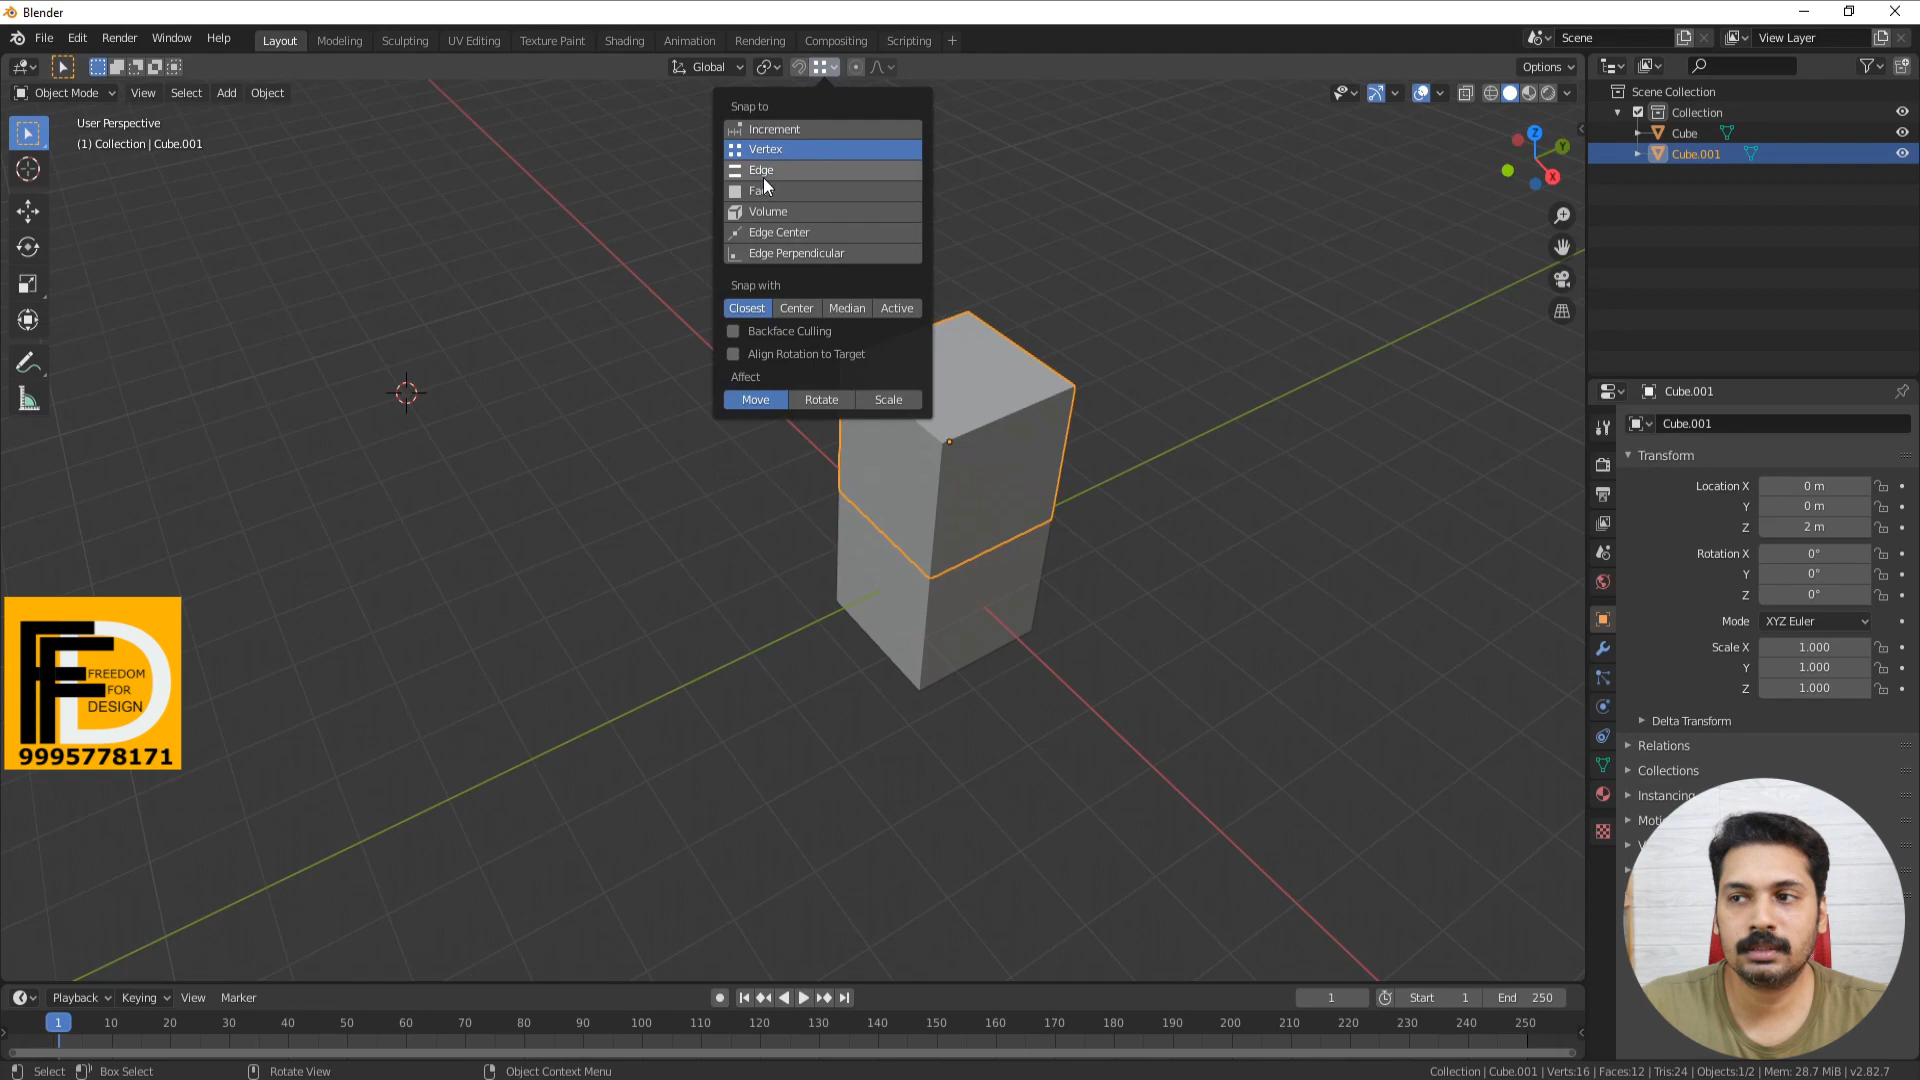 Blender
File Edit Render Window Help
Layout Modeling Sculpting UV Editing Texture Paint Shading Animation Rendering Compositing Scripting +
Scene View Layer
Global Options
Object Mode View Select Add Object
User Perspective
(1) Collection | Cube.001
Snap to
Increment
Vertex
Edge
Volume
Edge Center
Edge Perpendicular
Snap with
Closest Center Median Active
Backface Culling
Align Rotation to Target
Affect
Move Rotate Scale
Z
Y
X
Scene Collection
Collection
Cube
Cube.001
Cube.001
Cube.001
Transform
Location X 0 m
Y 0 m
Z 2 m
Rotation X 0°
Y 0°
Z 0°
Mode XYZ Euler
Scale X 1.000
Y 1.000
Z 1.000
Delta Transform
Relations
Collections
Instancing
FREEDOM
FOR
DESIGN
9995778171
Playback Keying View Marker
1 Start 1 End 250
1 10 20 30 40 50 60 70 80 90 100 110 120 130 140 150 160 170 180 190 200 210 220 230 240 250
Select Box Select Rotate View Object Context Menu
Collection | Cube.001 | Verts:16 | Faces:12 | Tris:24 | Objects:1/2 | Mem: 28.7 MiB | v2.82.7